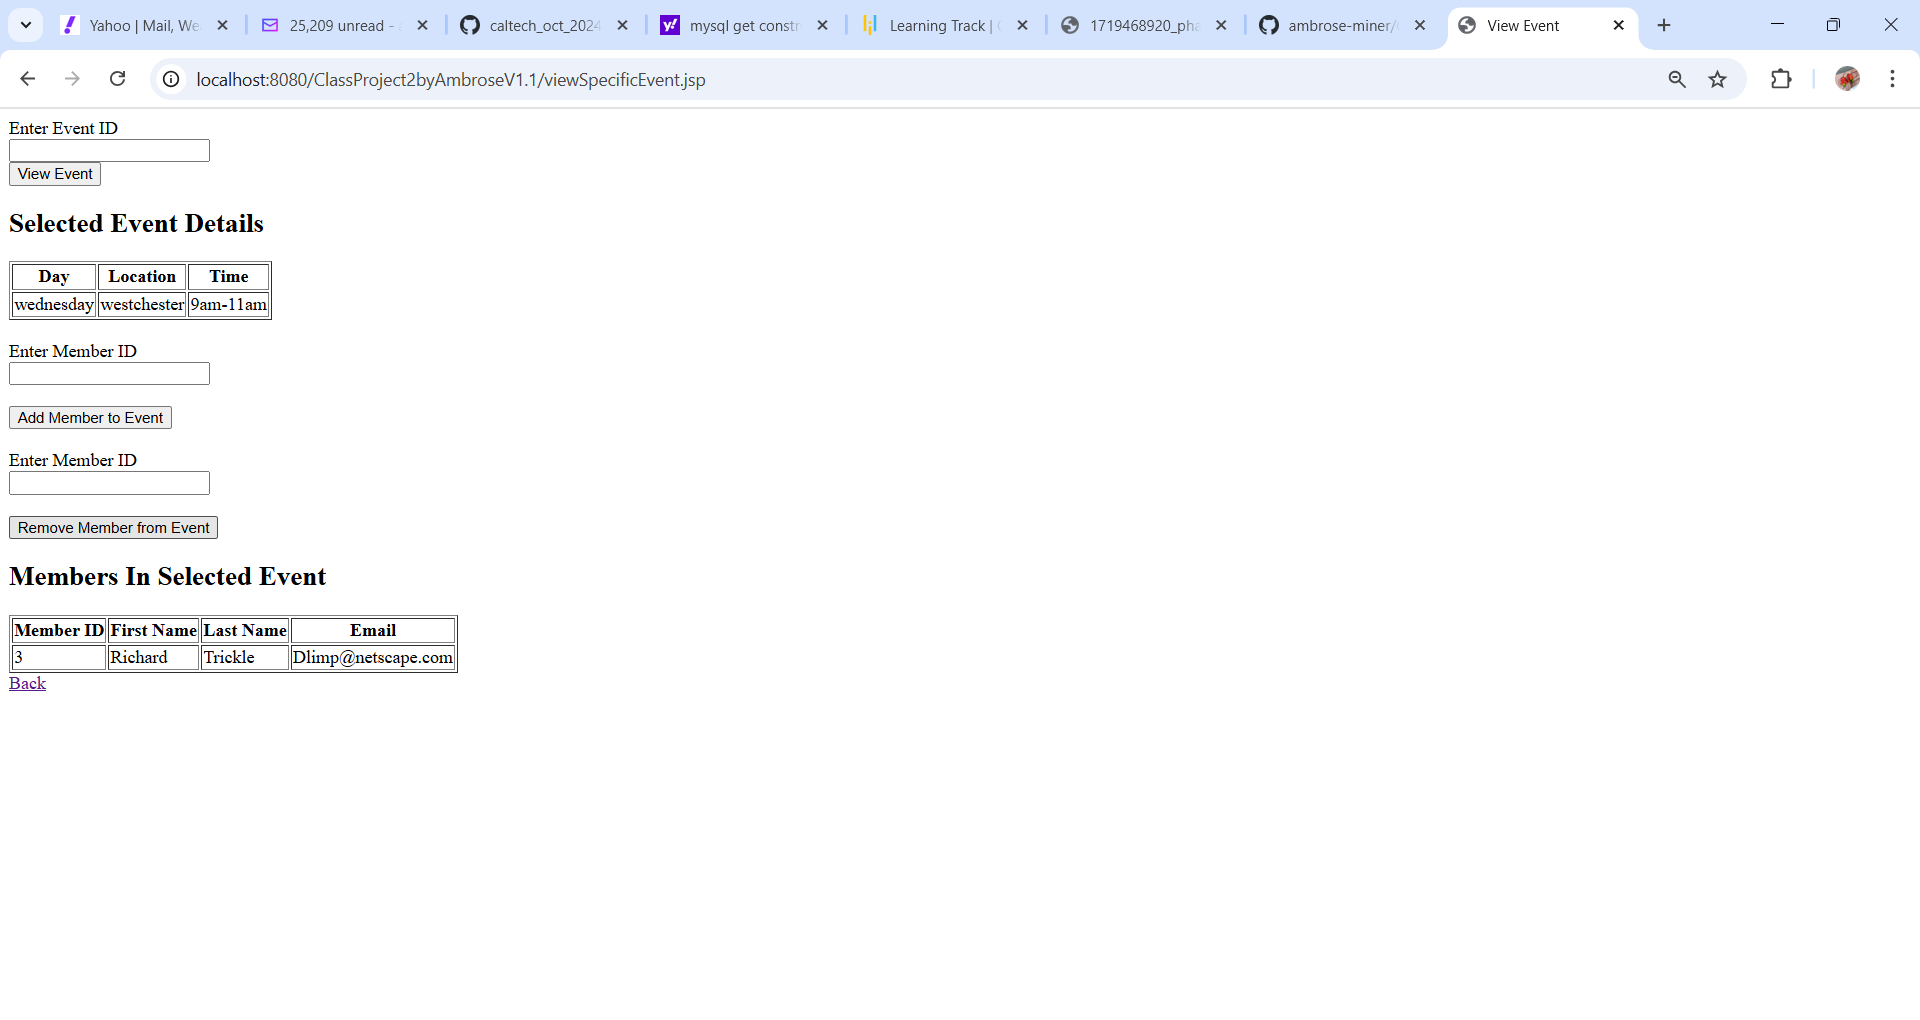 Yahoo | Mail, We
25,209 unread -
caltech_oct_2024
mysql get constr
Learning Track |
1719468920_pha
ambrose-miner/
View Event
localhost:8080/ClassProject2byAmbroseV1.1/viewSpecificEvent.jsp
Enter Event ID
View Event
Selected Event Details
Day Location Time
wednesday westchester 9am-11am
Enter Member ID
Add Member to Event
Enter Member ID
Remove Member from Event
Members In Selected Event
Member ID First Name Last Name Email
3 Richard Trickle Dlimp@netscape.com
Back